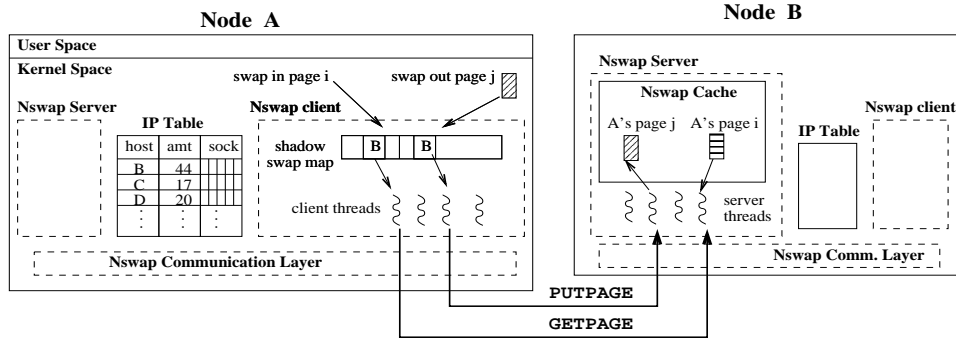 Node A
User Space
Kernel Space
swap in page i
swap out page j
Nswap Server
Nswap client
IP Table
host amt sock
B 44
C 17
D 20
shadow
swap map
B
B
client threads
Nswap Communication Layer
Node B
Nswap Server
Nswap Cache
A's page j
A's page i
IP Table
Nswap client
server
threads
Nswap Comm. Layer
PUTPAGE
GETPAGE